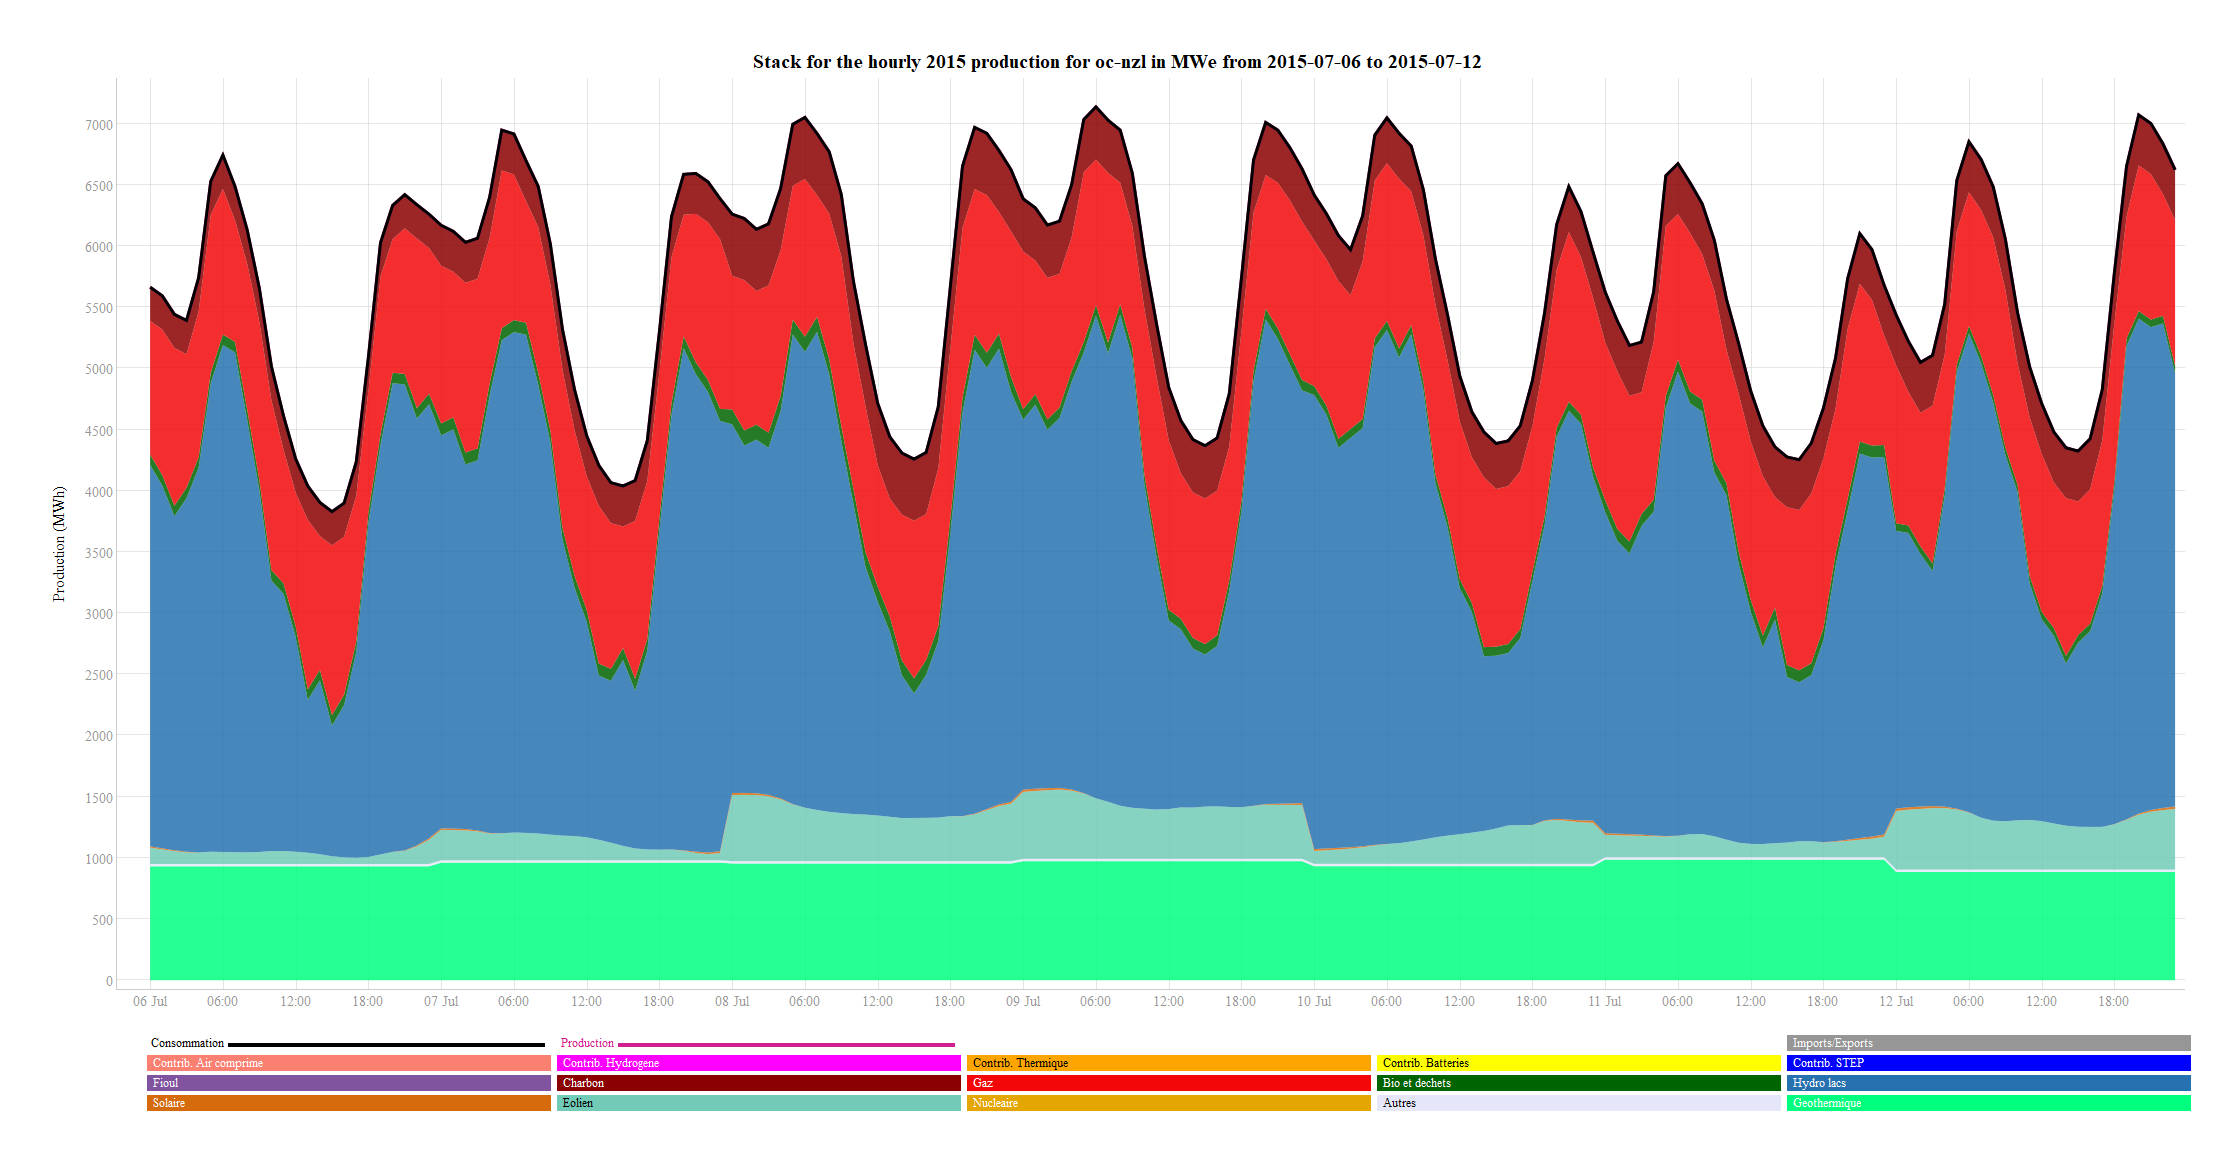 Stack for the hourly 2015 production for oc-nzl in MWe from 2015-07-06 to 2015-07-12
Production (MWh)
7000
6500
6000
5500
5000
4500
4000
3500
3000
2500
2000
1500
1000
500
0
06 Jul 06:00 12:00 18:00 07 Jul 06:00 12:00 18:00 08 Jul 06:00 12:00 18:00 09 Jul 06:00 12:00 18:00 10 Jul 06:00 12:00 18:00 11 Jul 06:00 12:00 18:00 12 Jul 06:00 12:00 18:00
Consommation Production Imports/Exports
Contrib. Air comprime Contrib. Hydrogene Contrib. Thermique Contrib. Batteries Contrib. STEP
Fioul Charbon Gaz Bio et dechets Hydro lacs
Solaire Eolien Nucleaire Autres Geothermique